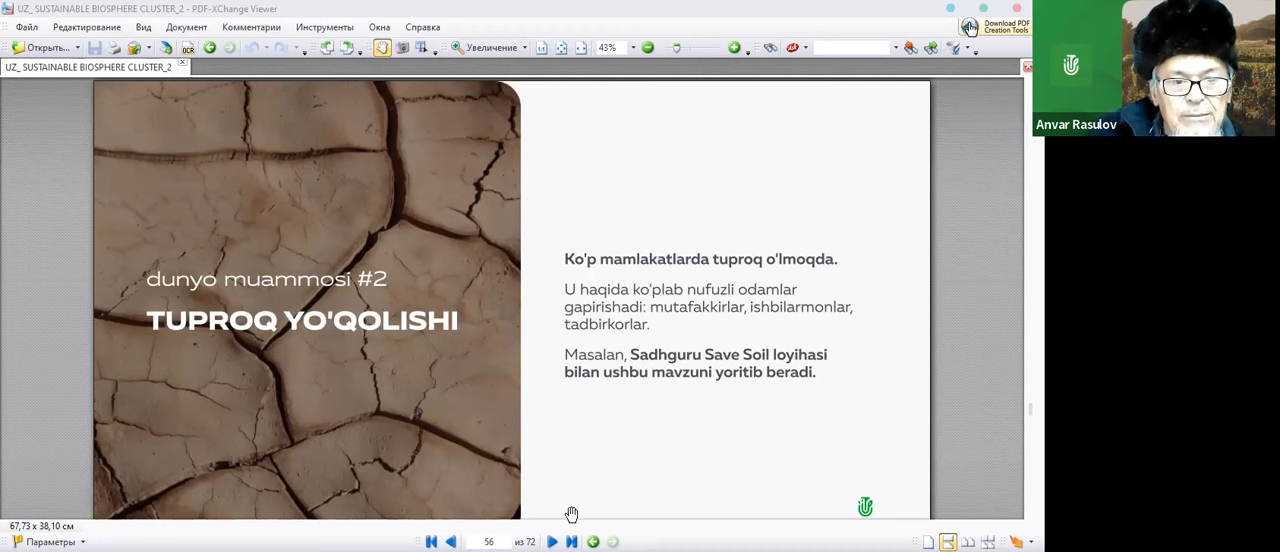 UZ_ SUSTAINABLE BIOSPHERE CLUSTER_2 - PDF-XChange Viewer
Файл Редактирование Вид Документ Комментарии Инструменты Окна Справка
Download PDF
Creation Tools
Открыть... OCR Увеличение 43%
UZ_ SUSTAINABLE BIOSPHERE CLUSTER_2
Anvar Rasulov
dunyo muammosi #2
TUPROQ YO'QOLISHI
Ko'p mamlakatlarda tuproq o'lmoqda.
U haqida ko'plab nufuzli odamlar
gapirishadi: mutafakkirlar, ishbilarmonlar,
tadbirkorlar.
Masalan, Sadhguru Save Soil loyihasi
bilan ushbu mavzuni yoritib beradi.
67,73 x 38,10 см
Параметры 56 из 72